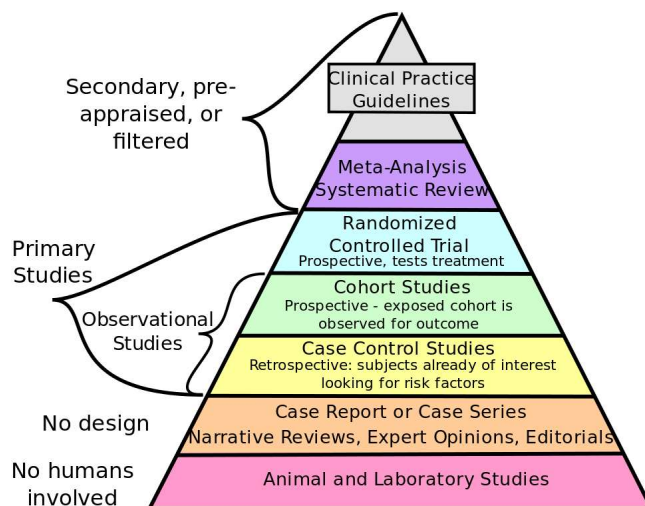 Clinical Practice
Guidelines
Secondary, pre-
appraised, or
filtered
Meta-Analysis
Systematic Review
Randomized
Controlled Trial
Prospective, tests treatment
Primary
Studies
Cohort Studies
Prospective - exposed cohort is
observed for outcome
Observational
Studies
Case Control Studies
Retrospective: subjects already of interest
looking for risk factors
No design
Case Report or Case Series
Narrative Reviews, Expert Opinions, Editorials
No humans
involved
Animal and Laboratory Studies